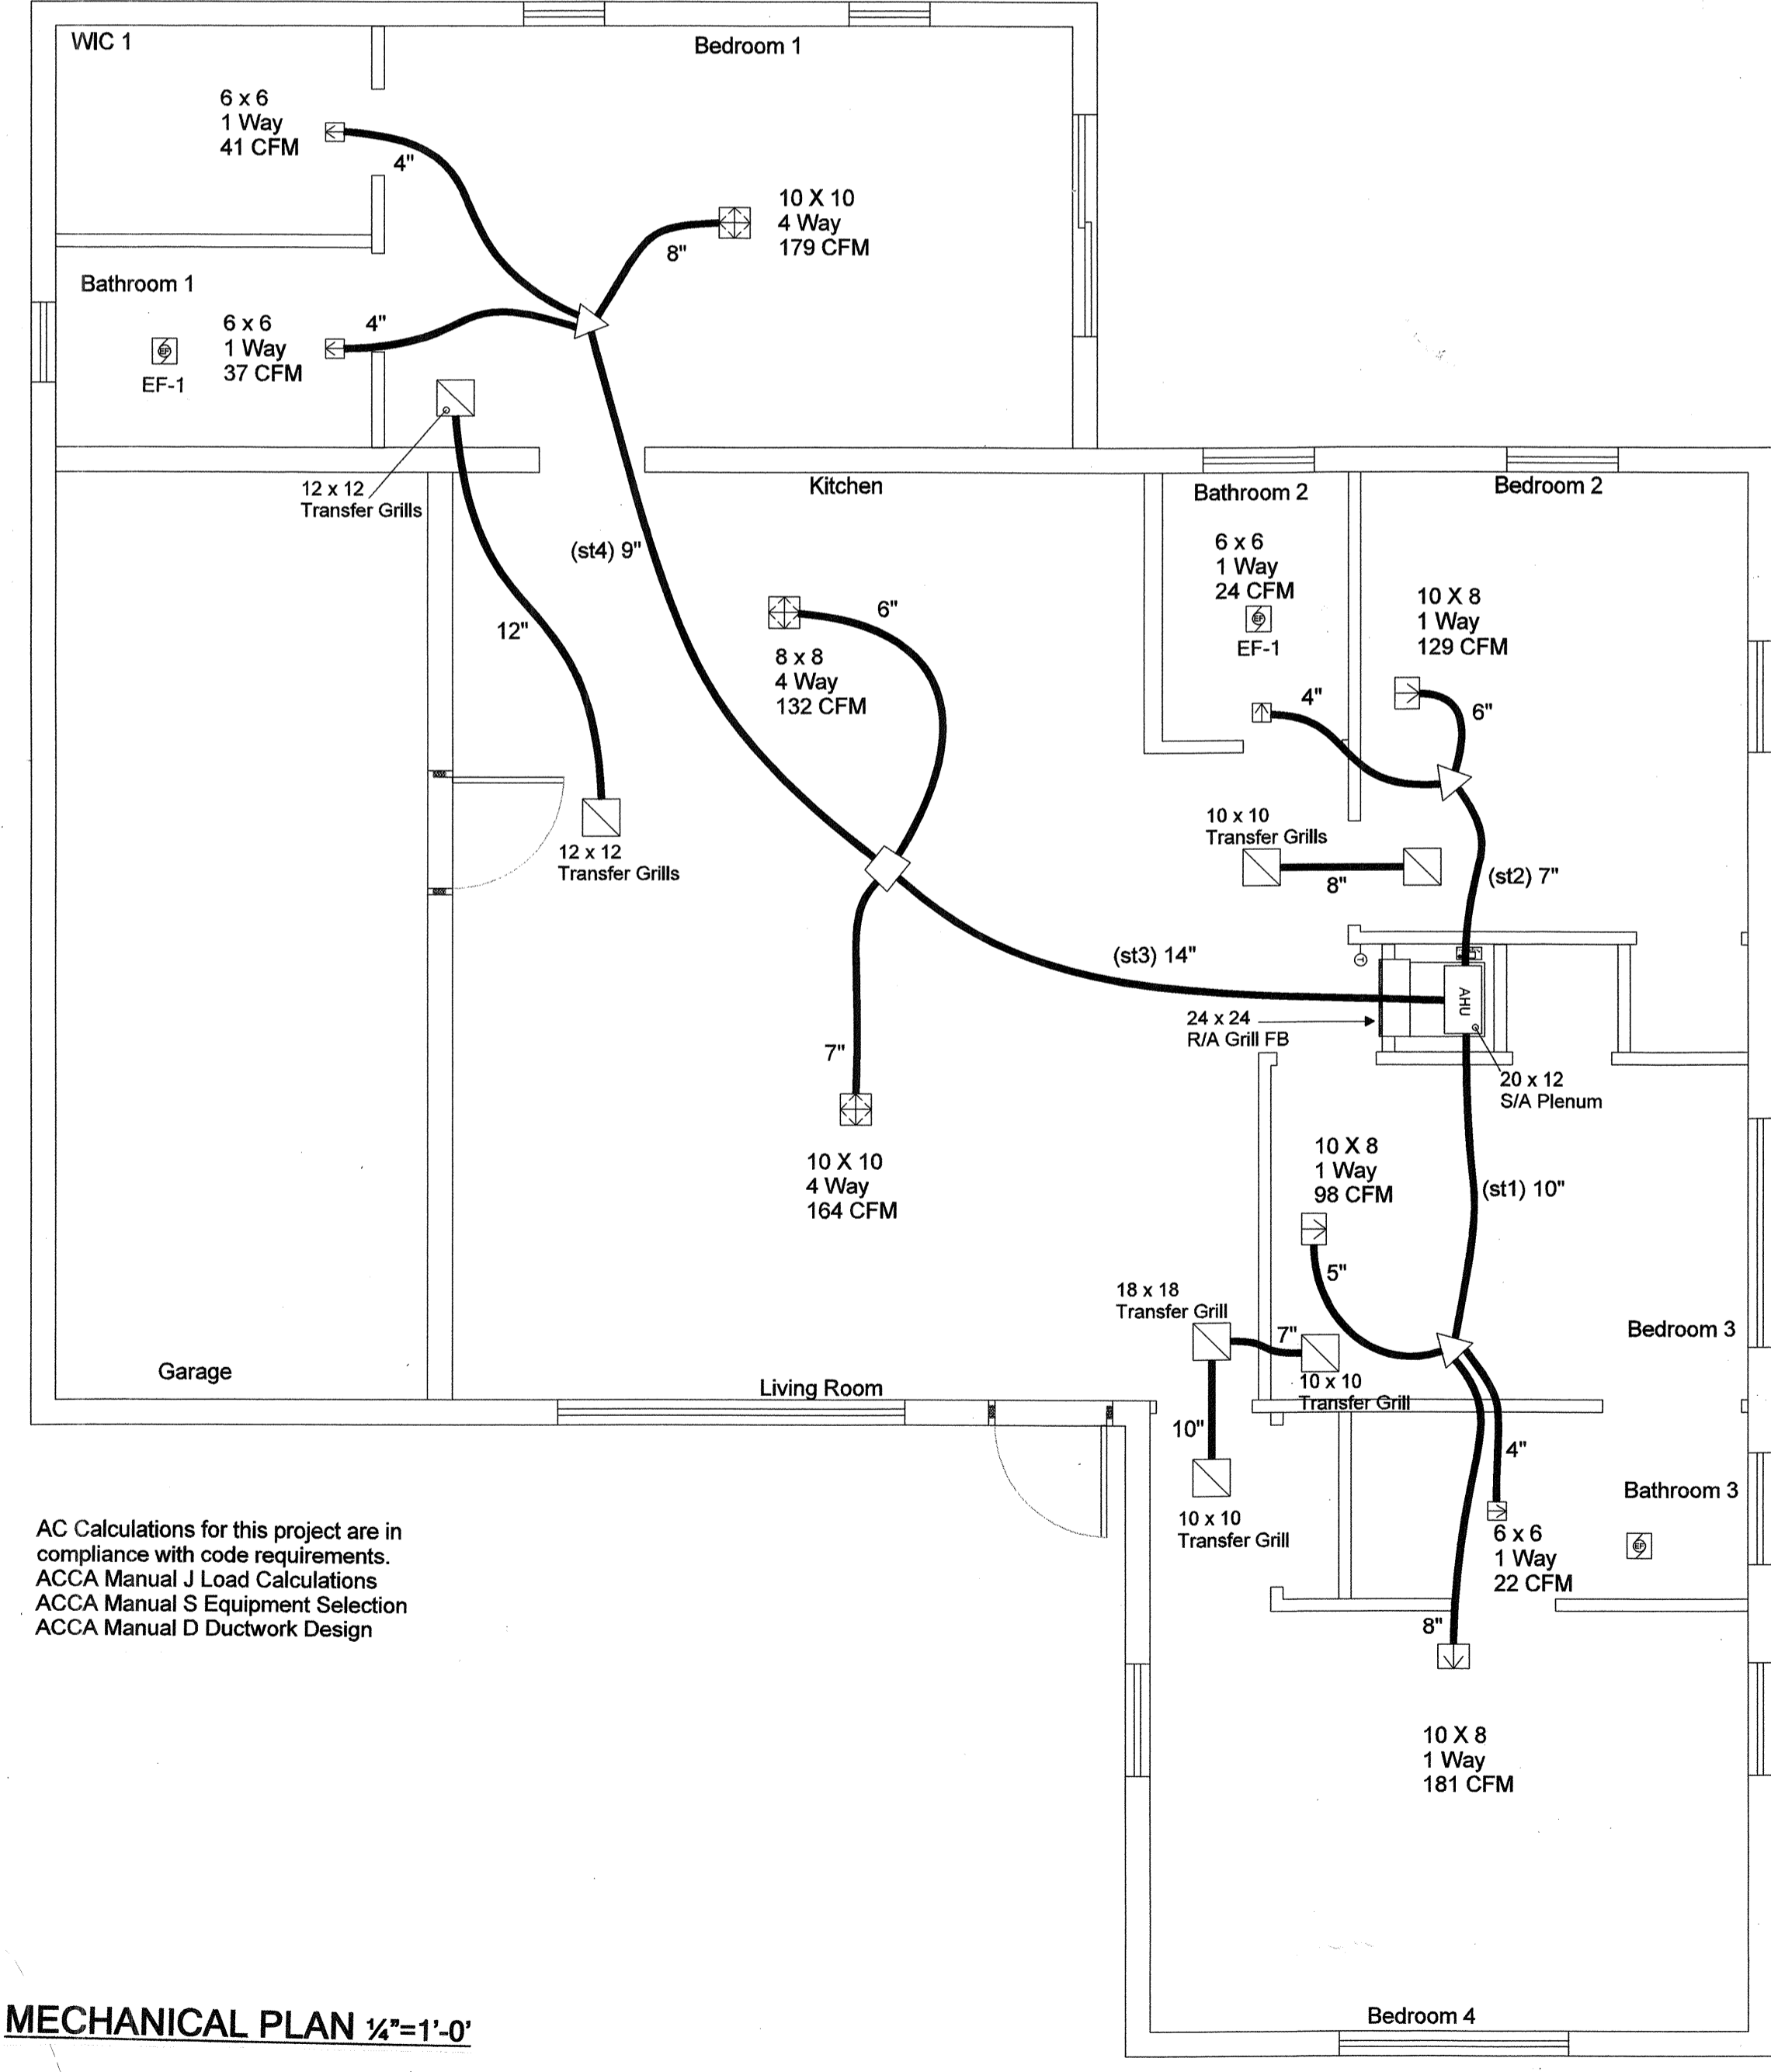 WIC 1
Bedroom 1
6 x 6
1 Way
41 CFM
4"
10 X 10
4 Way
179 CFM
8"
Bathroom 1
6 x 6
1 Way
37 CFM
4"
EF
EF-1
12 x 12
Transfer Grills
Kitchen
Bathroom 2
Bedroom 2
(st4) 9"
12"
6"
8 x 8
4 Way
132 CFM
6 x 6
1 Way
24 CFM
EF
EF-1
10 X 8
1 Way
129 CFM
4"
6"
12 x 12
Transfer Grills
10 x 10
Transfer Grills
8"
(st2) 7"
(st3) 14"
T
AHU
24 x 24
R/A Grill FB
20 x 12
S/A Plenum
7"
10 X 10
4 Way
164 CFM
10 X 8
1 Way
98 CFM
(st1) 10"
5"
18 x 18
Transfer Grill
7"
10 x 10
Transfer Grill
Bedroom 3
Garage
Living Room
10"
10 x 10
Transfer Grill
4"
Bathroom 3
EF
6 x 6
1 Way
22 CFM
8"
10 X 8
1 Way
181 CFM
AC Calculations for this project are in
compliance with code requirements.
ACCA Manual J Load Calculations
ACCA Manual S Equipment Selection
ACCA Manual D Ductwork Design
Bedroom 4
MECHANICAL PLAN ¼"=1'-0'